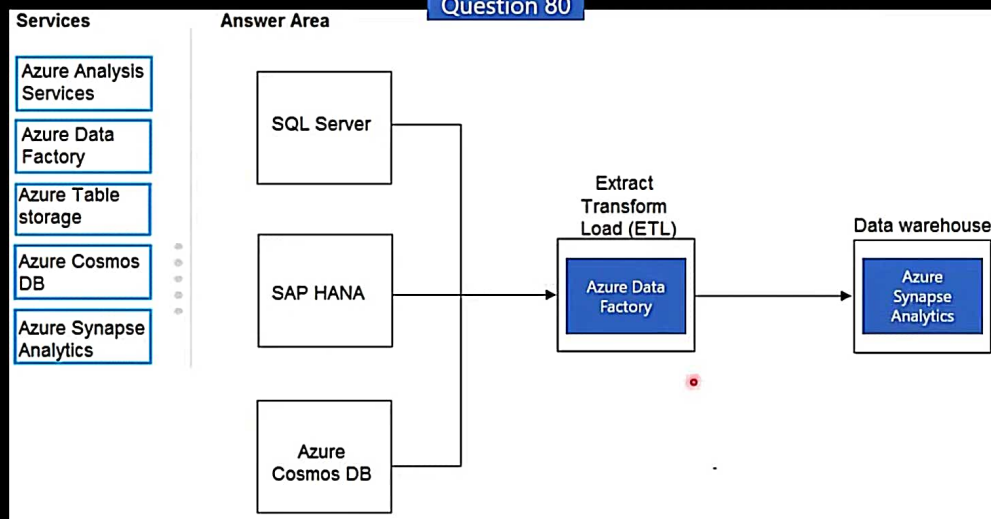 Question 80
Services
Azure Analysis
Services
Azure Data
Factory
Azure Table
storage
Azure Cosmos
DB
Azure Synapse
Analytics
Answer Area
SQL Server
SAP HANA
Azure
Cosmos DB
Extract
Transform
Load (ETL)
Azure Data
Factory
Data warehouse
Azure
Synapse
Analytics